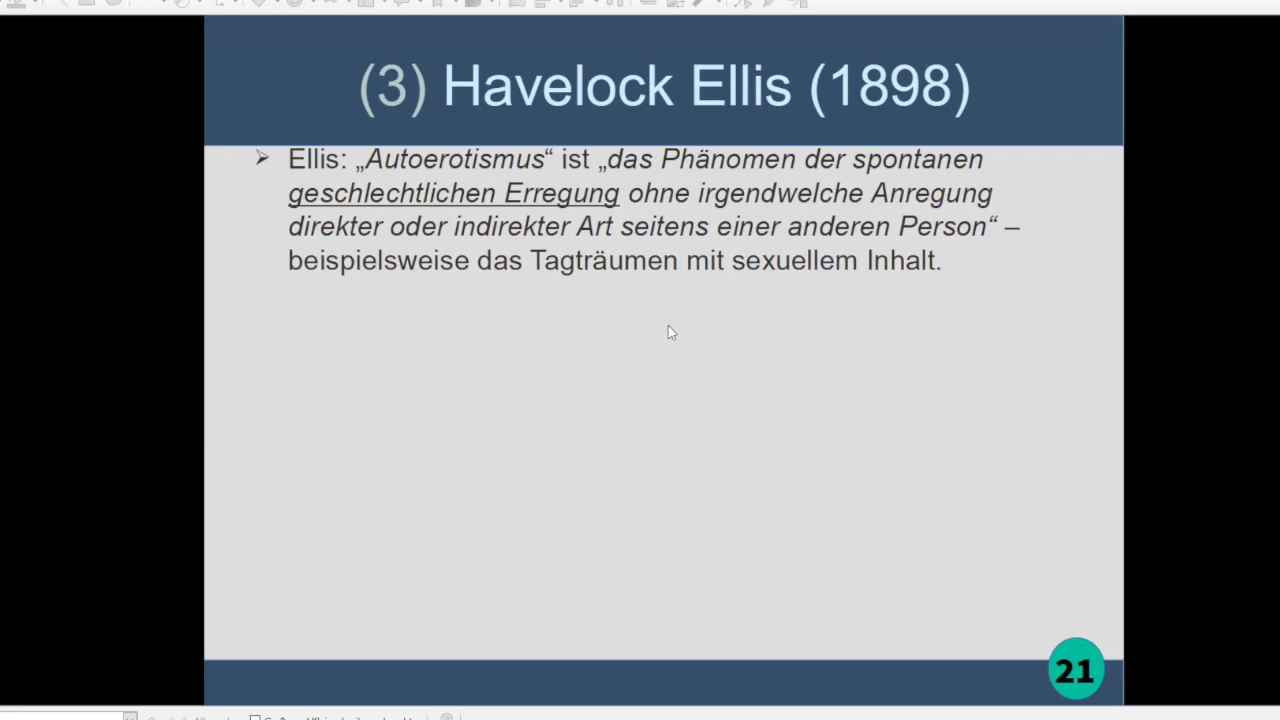 (3) Havelock Ellis (1898)
➢ Ellis: „Autoerotismus“ ist „das Phänomen der spontanen
geschlechtlichen Erregung ohne irgendwelche Anregung
direkter oder indirekter Art seitens einer anderen Person“ –
beispielsweise das Tagträumen mit sexuellem Inhalt.
21